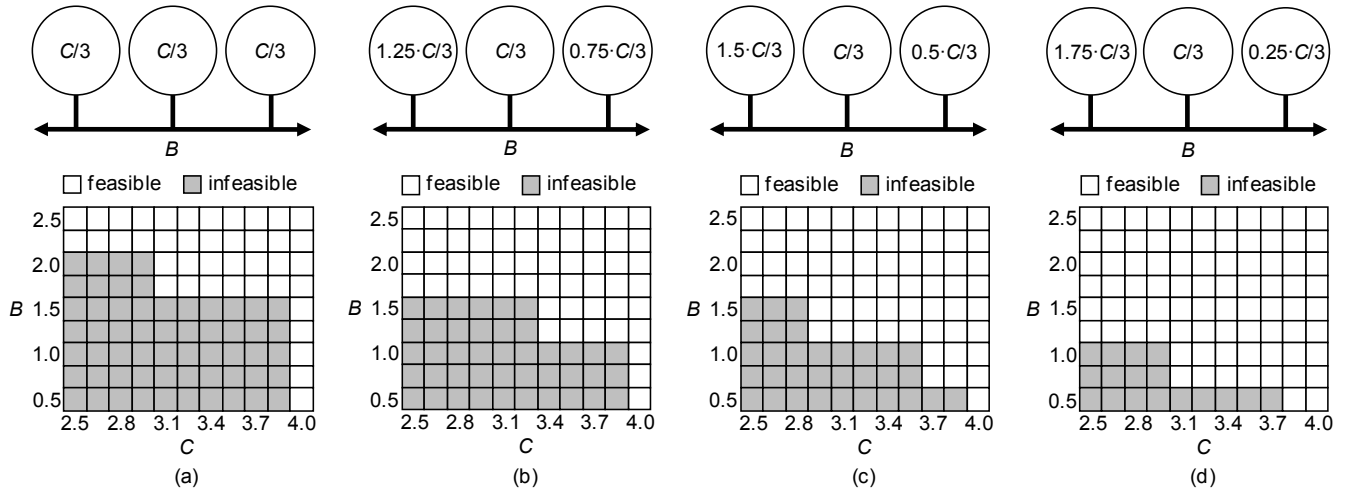 C/3 C/3 C/3 1.25·C/3 C/3 0.75·C/3 1.5·C/3 C/3 0.5·C/3 1.75·C/3 C/3 0.25·C/3
B B B B
feasible infeasible feasible infeasible feasible infeasible feasible infeasible
2.5 2.5 2.5 2.5
2.0 2.0 2.0 2.0
B 1.5 B 1.5 B 1.5 B 1.5
1.0 1.0 1.0 1.0
0.5 0.5 0.5 0.5
2.5 2.8 3.1 3.4 3.7 4.0 2.5 2.8 3.1 3.4 3.7 4.0 2.5 2.8 3.1 3.4 3.7 4.0 2.5 2.8 3.1 3.4 3.7 4.0
C C C C
(a) (b) (c) (d)